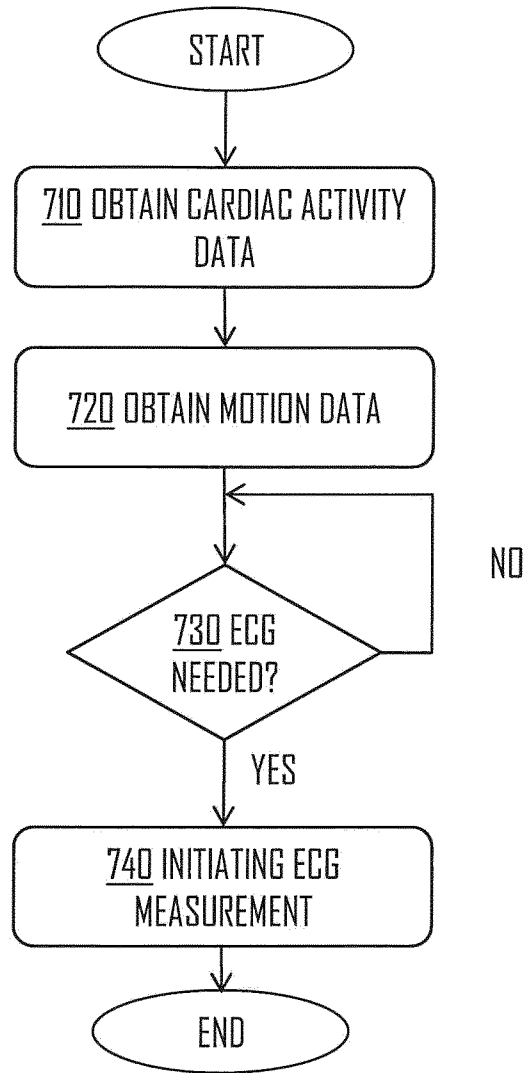 START
710 OBTAIN CARDIAC ACTIVITY
DATA
720 OBTAIN MOTION DATA
NO
730 ECG
NEEDED?
YES
740 INITIATING ECG
MEASUREMENT
END